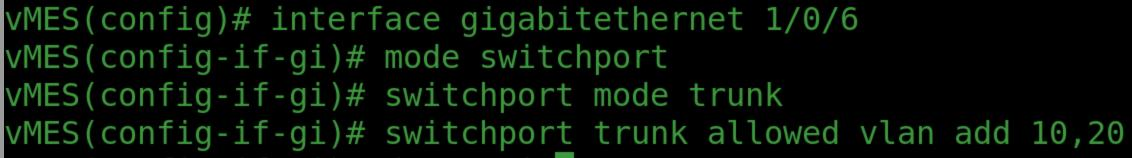 vMES(config)# interface gigabitethernet 1/0/6
vMES(config-if-gi)# mode switchport
vMES(config-if-gi)# switchport mode trunk
vMES(config-if-gi)# switchport trunk allowed vlan add 10,20